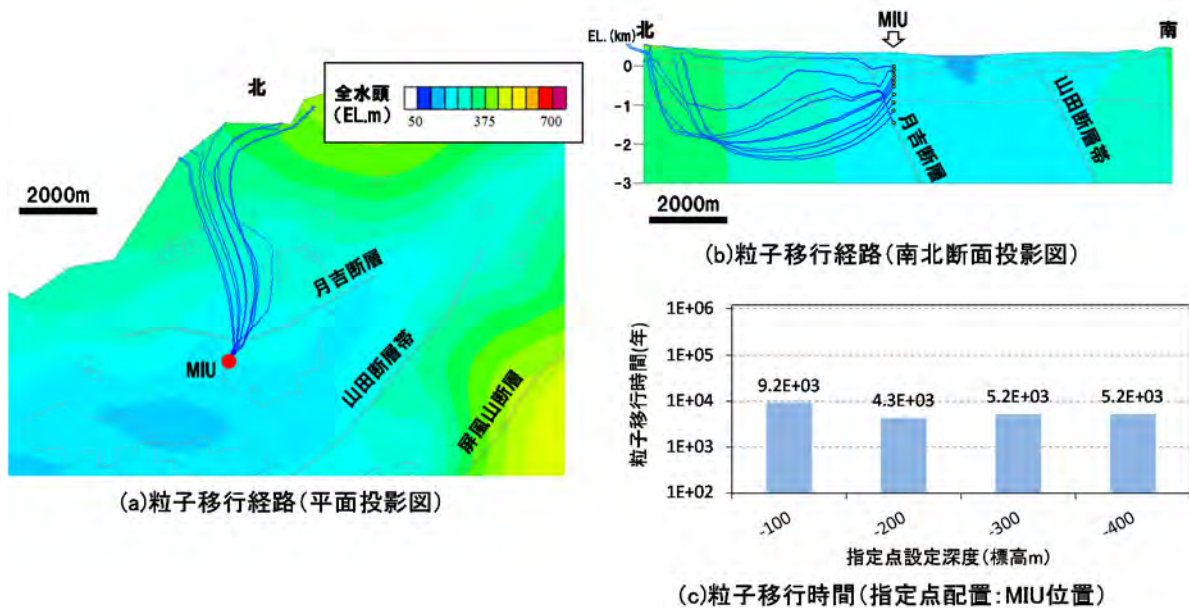 北
全水頭
(EL.m)
50 375 700
2000m
月吉断層
山田断層帯
屏風山断層
MIU
(a)粒子移行経路(平面投影図)
EL.(km)
北
MIU
南
0
-1
-2
-3
月吉断層
山田断層帯
2000m
(b)粒子移行経路(南北断面投影図)
粒子移行時間(年)
1E+06
1E+05
1E+04
1E+03
1E+02
9.2E+03
4.3E+03
5.2E+03
5.2E+03
-100
-200
-300
-400
指定点設定深度(標高m)
(c)粒子移行時間(指定点配置:MIU位置)